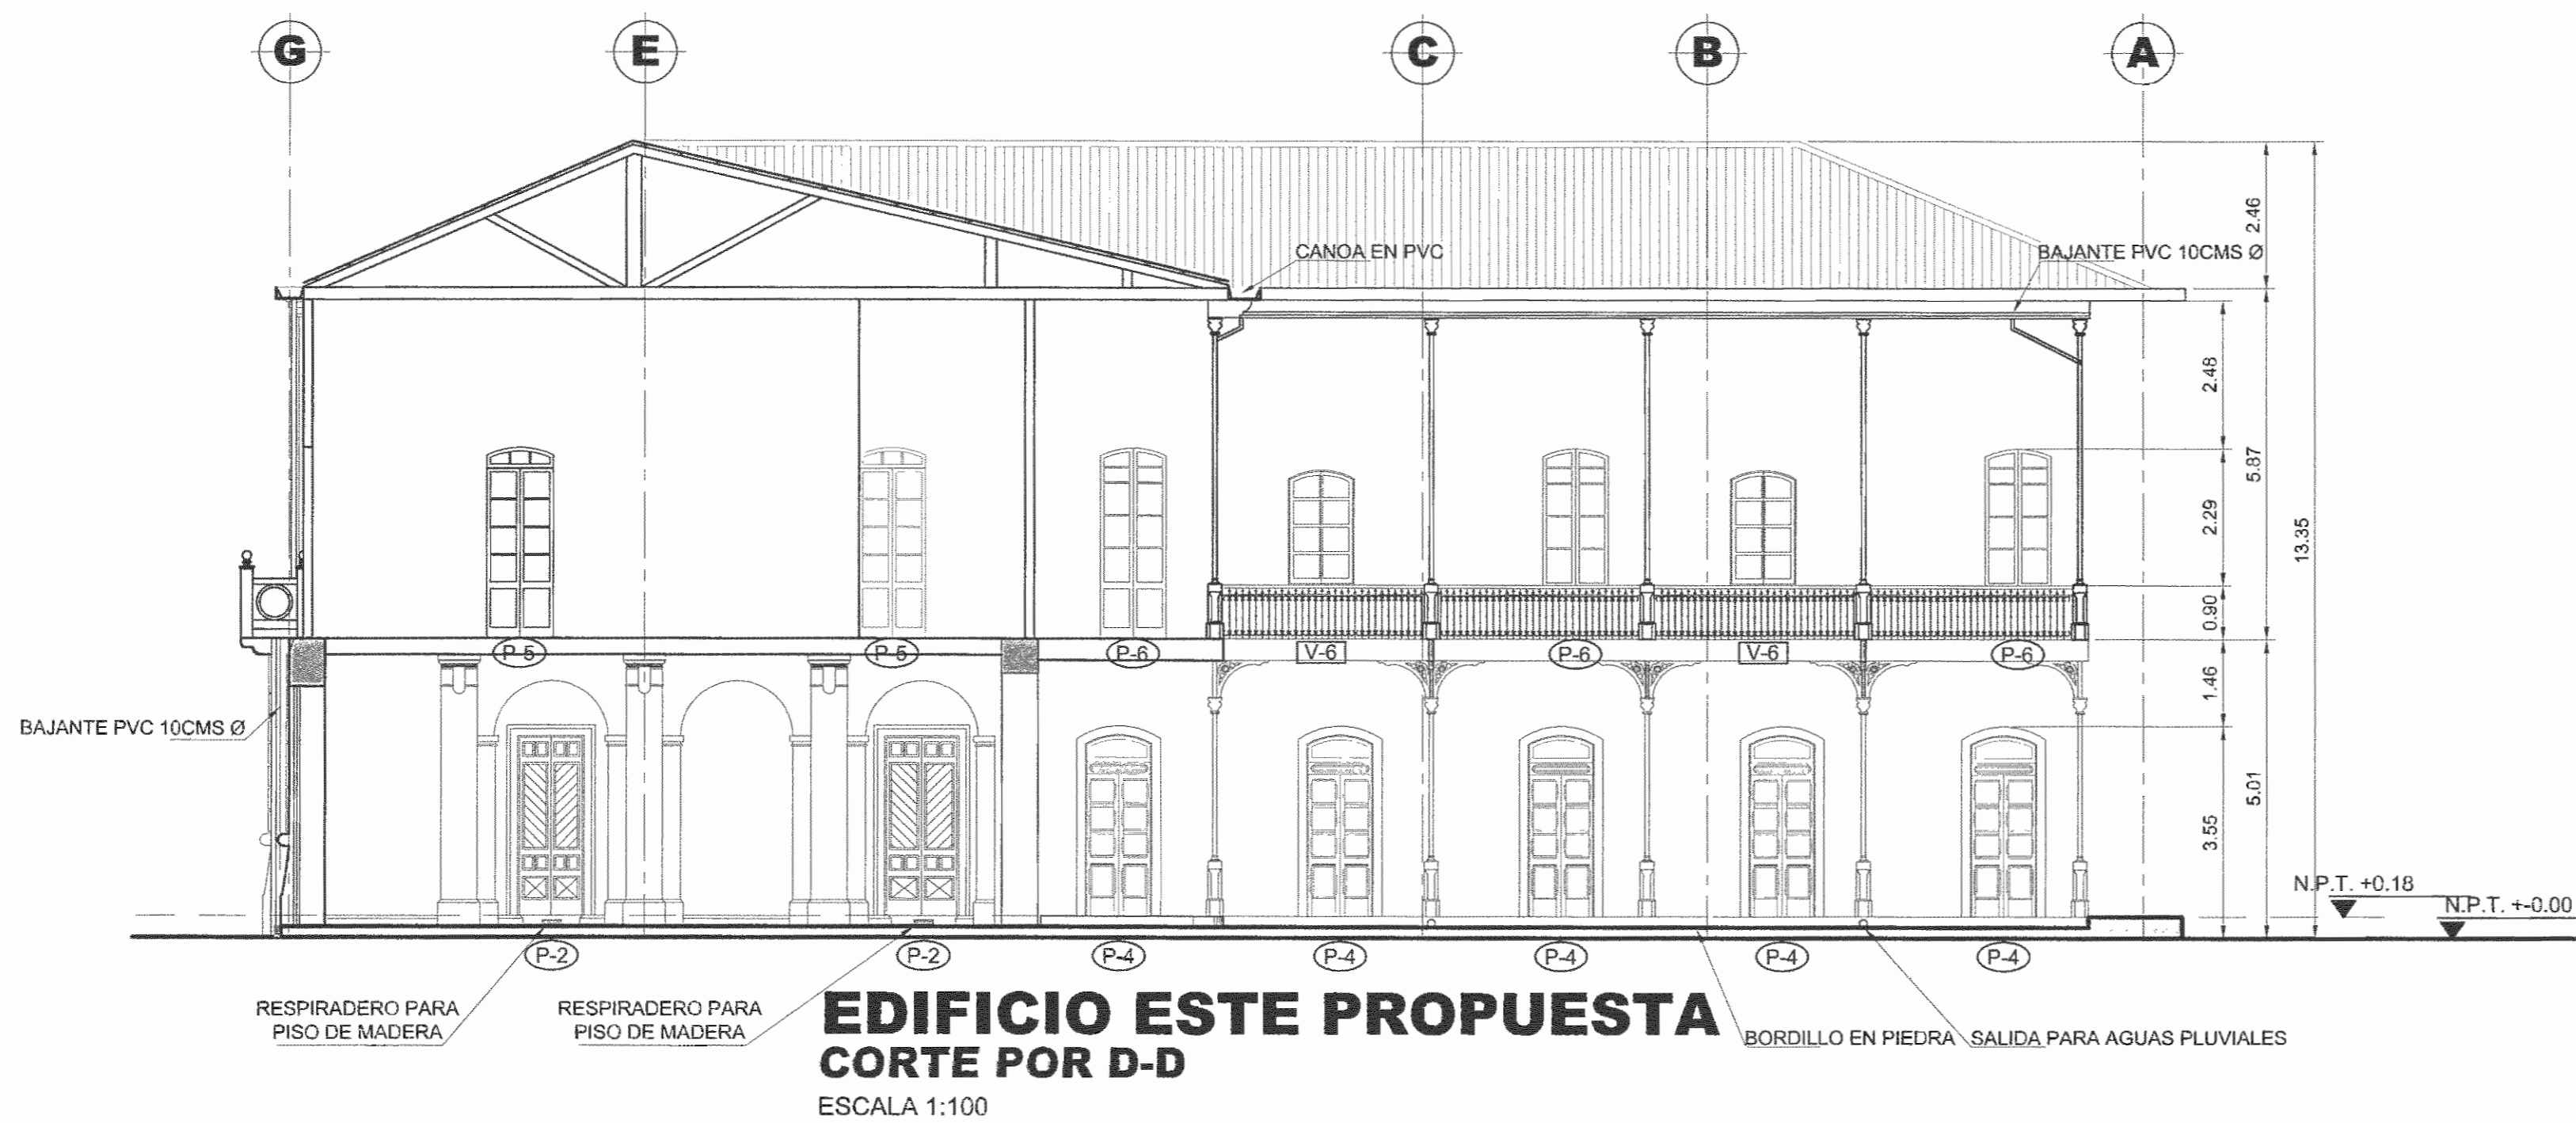 G
E
C
B
A
2.46
CANOA EN PVC
BAJANTE PVC 10CMS Ø
2.48
5.87
2.29
13.35
0.90
P-5
P-5
P-6
V-6
P-6
V-6
P-6
1.46
BAJANTE PVC 10CMS Ø
5.01
3.55
N.P.T. +0.18
N.P.T. +-0.00
P-2
P-2
P-4
P-4
P-4
P-4
P-4
RESPIRADERO PARA
PISO DE MADERA
RESPIRADERO PARA
PISO DE MADERA
EDIFICIO ESTE PROPUESTA
CORTE POR D-D
ESCALA 1:100
BORDILLO EN PIEDRA
SALIDA PARA AGUAS PLUVIALES